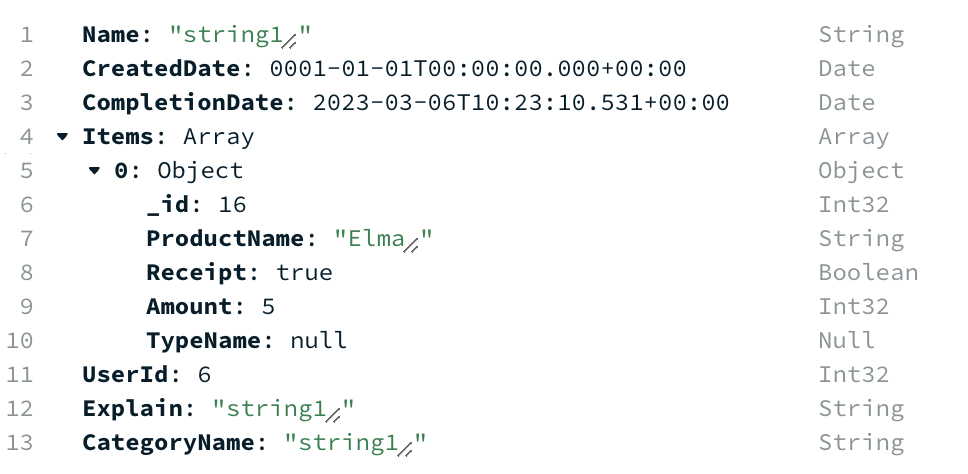 1 Name: "string1" String
2 CreatedDate: 0001-01-01T00:00:00.000+00:00 Date
3 CompletionDate: 2023-03-06T10:23:10.531+00:00 Date
4 Items: Array Array
5 0: Object Object
6 _id: 16 Int32
7 ProductName: "Elma" String
8 Receipt: true Boolean
9 Amount: 5 Int32
10 TypeName: null Null
11 UserId: 6 Int32
12 Explain: "string1" String
13 CategoryName: "string1" String